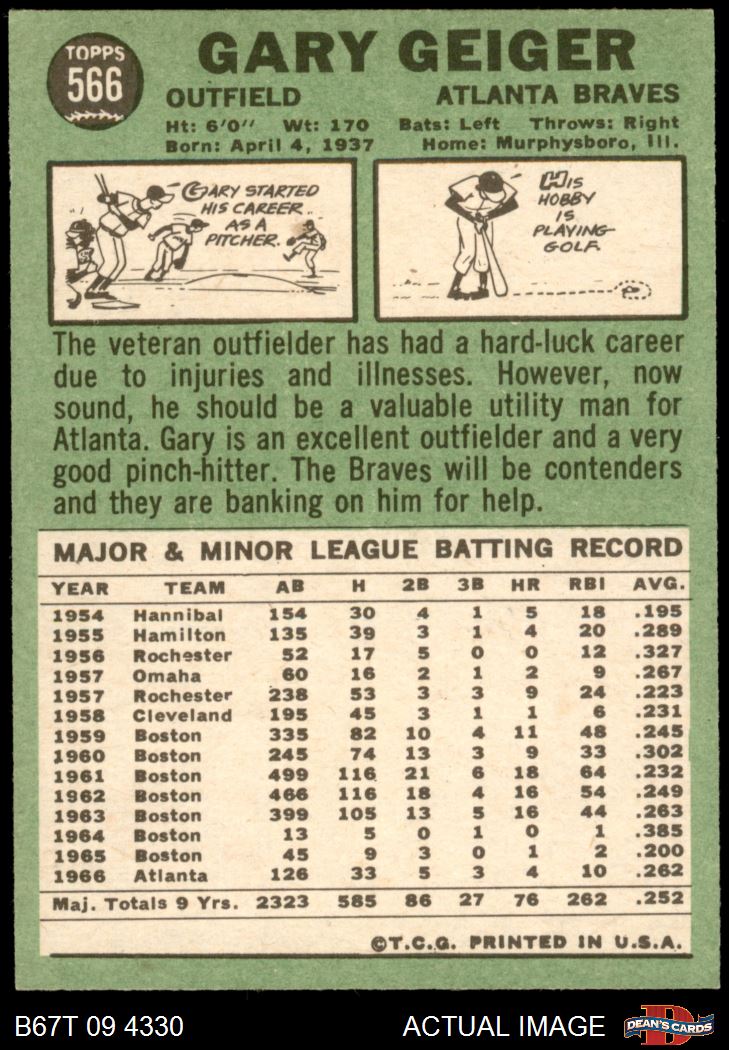 TOPPS
566
GARY GEIGER
OUTFIELD ATLANTA BRAVES
Ht: 6'0" Wt: 170 Bats: Left Throws: Right
Born: April 4, 1937 Home: Murphysboro, Ill.
GARY STARTED
HIS CAREER..
AS A
PITCHER.
HIS
HOBBY
IS
PLAYING
GOLF.
The veteran outfielder has had a hard-luck career
due to injuries and illnesses. However, now
sound, he should be a valuable utility man for
Atlanta. Gary is an excellent outfielder and a very
good pinch-hitter. The Braves will be contenders
and they are banking on him for help.
MAJOR & MINOR LEAGUE BATTING RECORD
YEAR TEAM AB H 2B 3B HR RBI AVG.
1954 Hannibal 154 30 4 1 5 18 .195
1955 Hamilton 135 39 3 1 4 20 .289
1956 Rochester 52 17 5 0 0 12 .327
1957 Omaha 60 16 2 1 2 9 .267
1957 Rochester 238 53 3 3 9 24 .223
1958 Cleveland 195 45 3 1 1 6 .231
1959 Boston 335 82 10 4 11 48 .245
1960 Boston 245 74 13 3 9 33 .302
1961 Boston 499 116 21 6 18 64 .232
1962 Boston 466 116 18 4 16 54 .249
1963 Boston 399 105 13 5 16 44 .263
1964 Boston 13 5 0 1 0 1 .385
1965 Boston 45 9 3 0 1 2 .200
1966 Atlanta 126 33 5 3 4 10 .262
Maj. Totals 9 Yrs. 2323 585 86 27 76 262 .252
©T.C.G. PRINTED IN U.S.A.
B67T 09 4330 ACTUAL IMAGE
D
DEAN'S CARDS